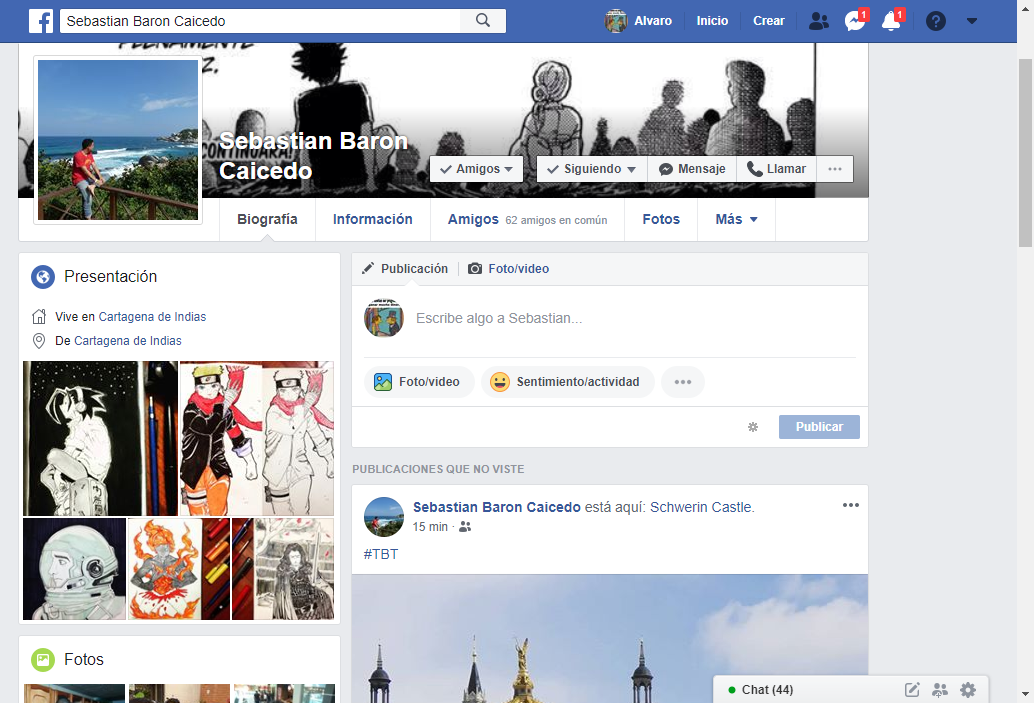 Sebastian Baron Caicedo
Alvaro
Inicio
Crear
1
1
PLENAMENTE
Z.
CONTINUARÁ!
Sebastian Baron
Caicedo
Amigos
Siguiendo
Mensaje
Llamar
Biografía
Información
Amigos 62 amigos en común
Fotos
Más
Presentación
Vive en Cartagena de Indias
De Cartagena de Indias
Fotos
Publicación
Foto/video
Escribe algo a Sebastian...
Foto/video
Sentimiento/actividad
Publicar
PUBLICACIONES QUE NO VISTE
Sebastian Baron Caicedo está aquí: Schwerin Castle.
15 min ·
#TBT
Chat (44)